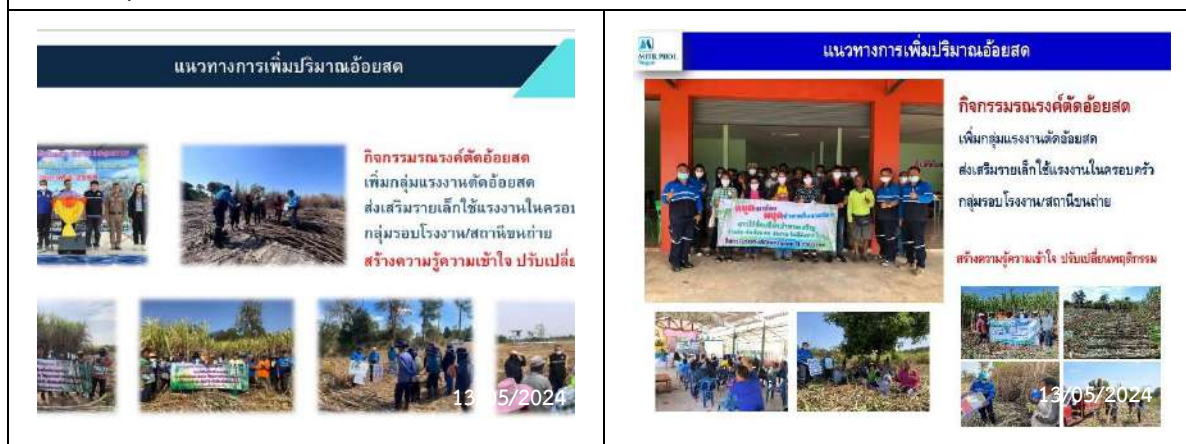 แนวทางการเพิ่มปริมาณอ้อยสด
กิจกรรมรณรงค์ตัดอ้อยสด
เพิ่มกลุ่มแรงงานตัดอ้อยสด
ส่งเสริมรายเล็กใช้แรงงานในครอบ
กลุ่มรอบโรงงาน/สถานีขนถ่าย
สร้างความรู้ความเข้าใจ ปรับเปลี่ย
13/05/2024
MITR PHOL
แนวทางการเพิ่มปริมาณอ้อยสด
กิจกรรมรณรงค์ตัดอ้อยสด
เพิ่มกลุ่มแรงงานตัดอ้อยสด
ส่งเสริมรายเล็กใช้แรงงานในครอบครัว
กลุ่มรอบโรงงาน/สถานีขนถ่าย
สร้างความรู้ความเข้าใจ ปรับเปลี่ยนพฤติกรรม
13/05/2024